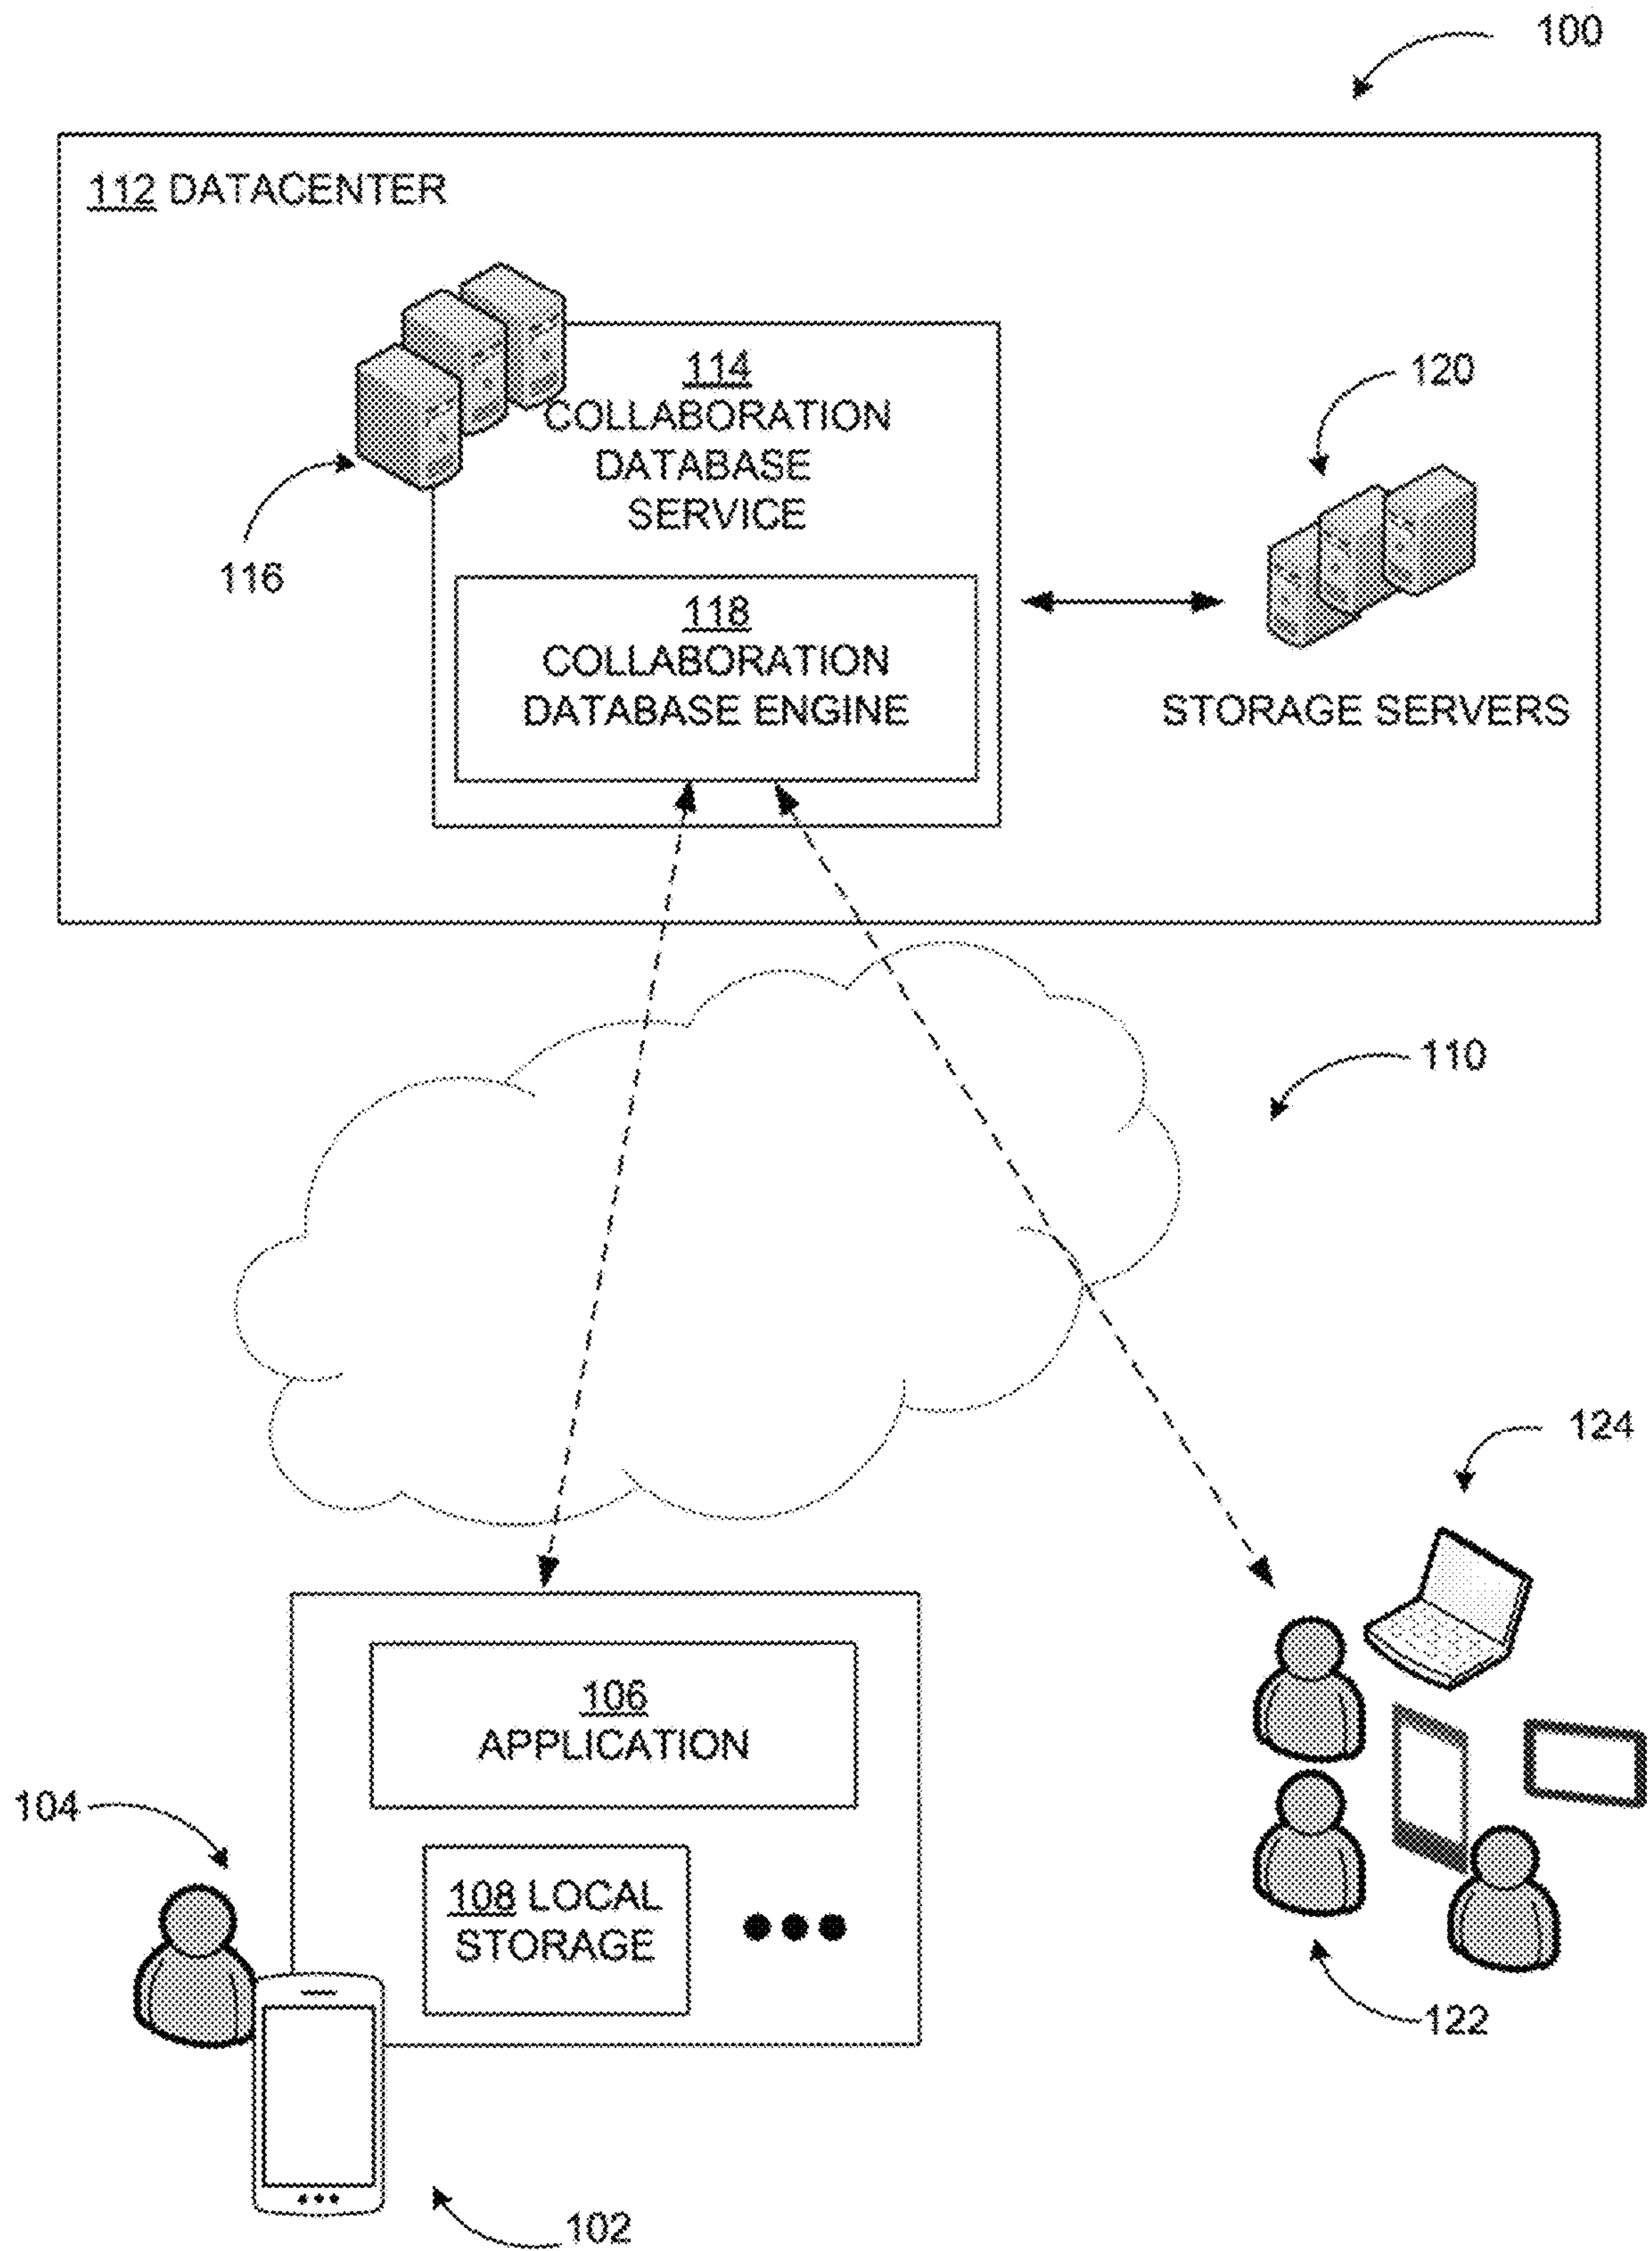 100
112 DATACENTER
114
COLLABORATION
DATABASE
SERVICE
120
116
118
COLLABORATION
DATABASE ENGINE
STORAGE SERVERS
110
124
106
APPLICATION
104
108 LOCAL
STORAGE
122
102